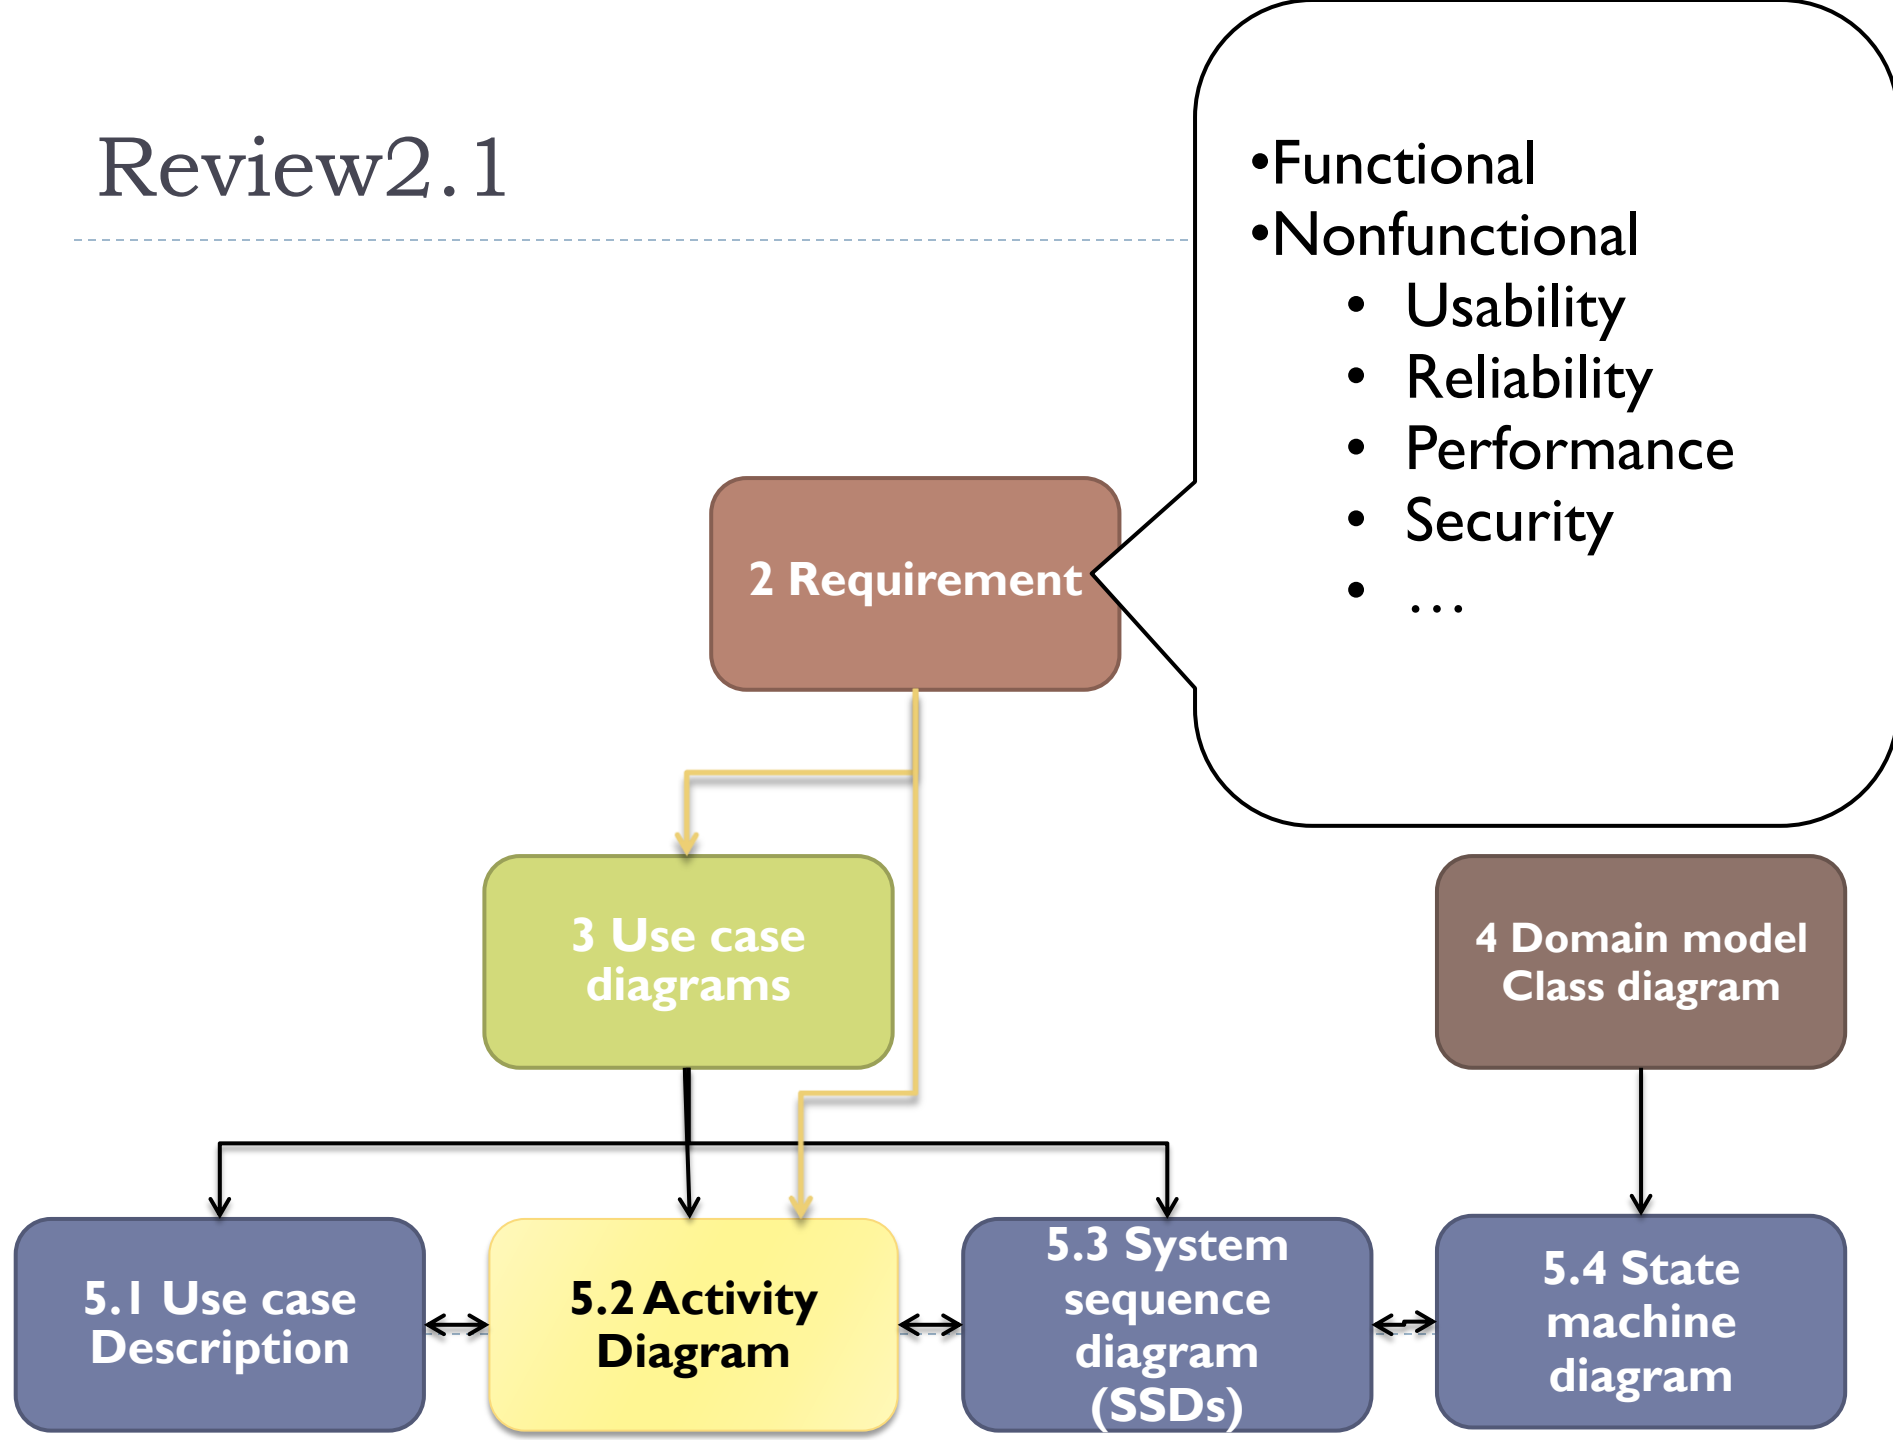 Review2.1
•Functional
•Nonfunctional
• Usability
• Reliability
• Performance
• Security
• …
2 Requirement
3 Use case
diagrams
4 Domain model
Class diagram
5.1 Use case
Description
5.2 Activity
Diagram
5.3 System
sequence
diagram
(SSDs)
5.4 State
machine
diagram